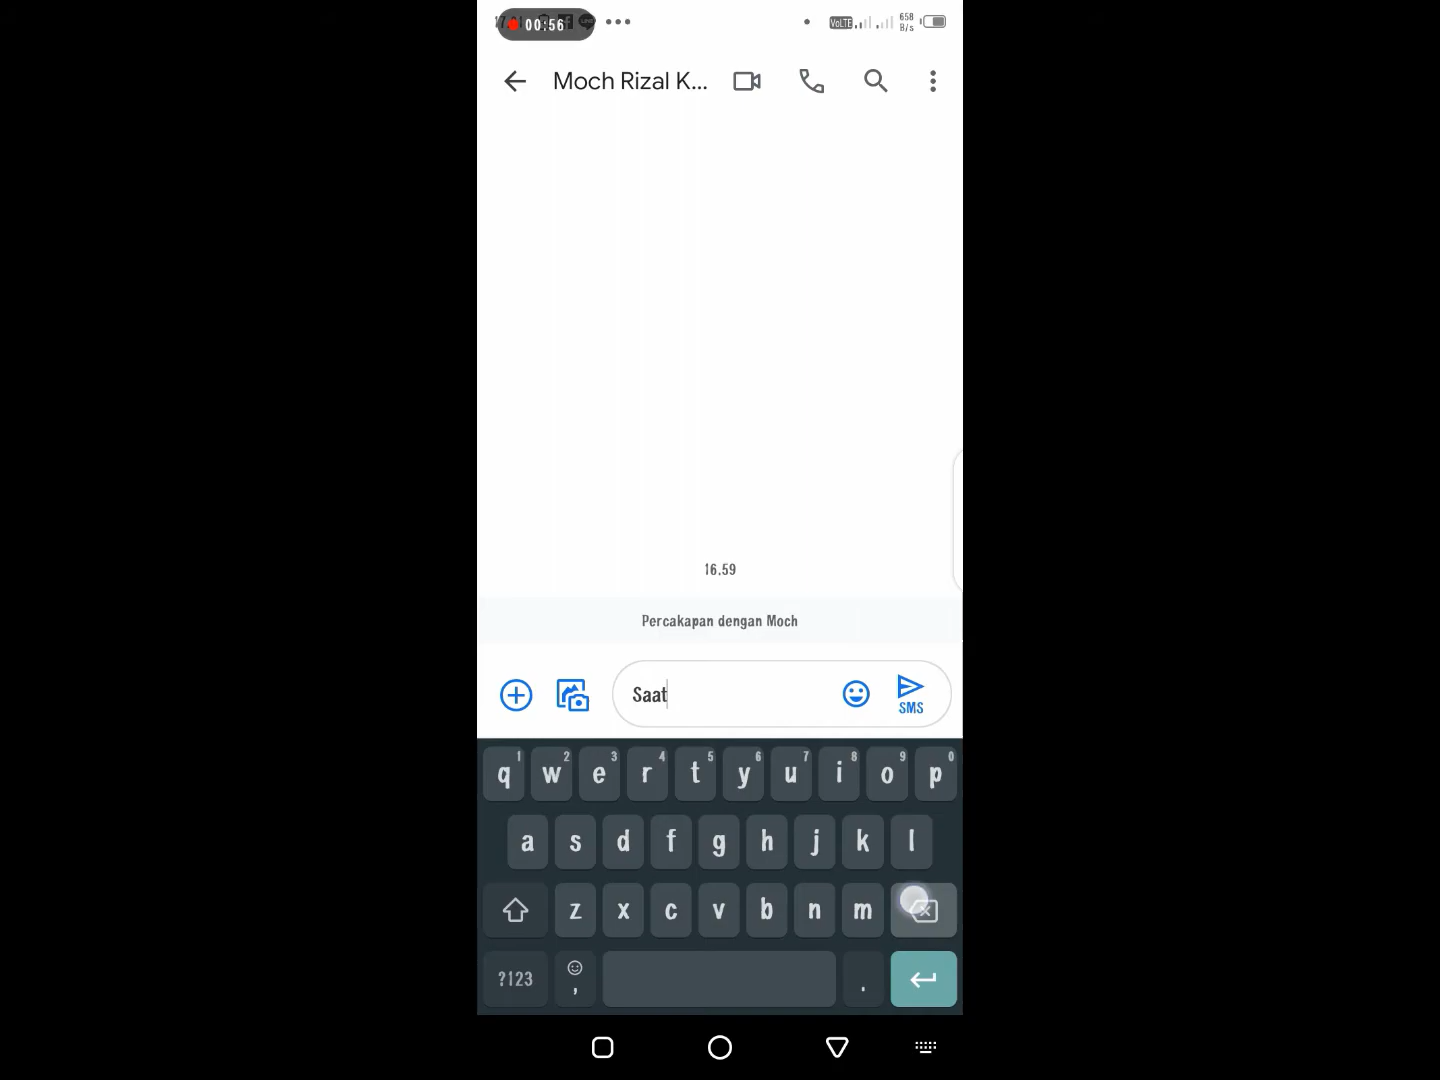 00:56
VoLTE
658
B/s
Moch Rizal K...
16.59
Percakapan dengan Moch
Saat
SMS
q 1 w 2 e 3 r 4 t 5 y 6 u 7 i 8 o 9 p 0
a s d f g h j k l
z x c v b n m
?123 , .